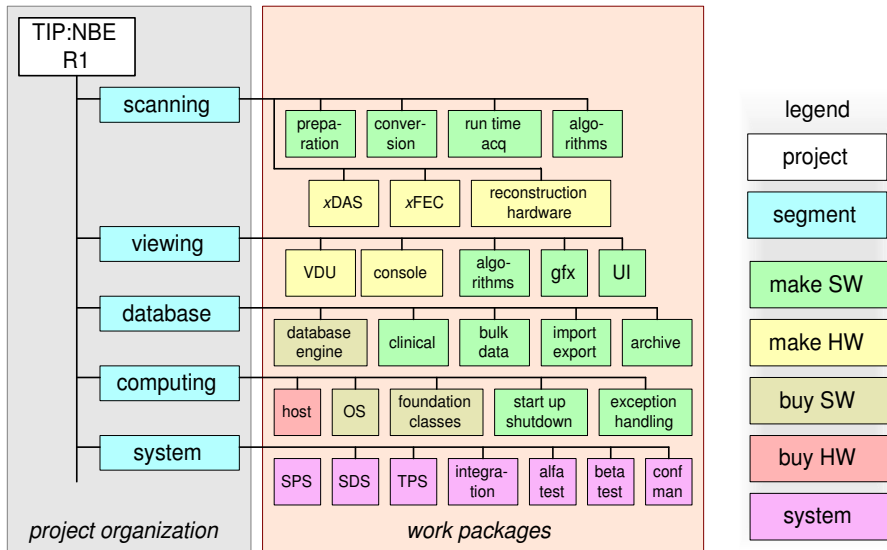 TIP:NBE
R1
scanning
prepa-
ration
conver-
sion
run time
acq
algo-
rithms
xDAS
xFEC
reconstruction
hardware
viewing
VDU
console
algo-
rithms
gfx
UI
database
database
engine
clinical
bulk
data
import
export
archive
computing
host
OS
foundation
classes
start up
shutdown
exception
handling
system
SPS
SDS
TPS
integra-
tion
alfa
test
beta
test
conf
man
project organization
work packages
legend
project
segment
make SW
make HW
buy SW
buy HW
system